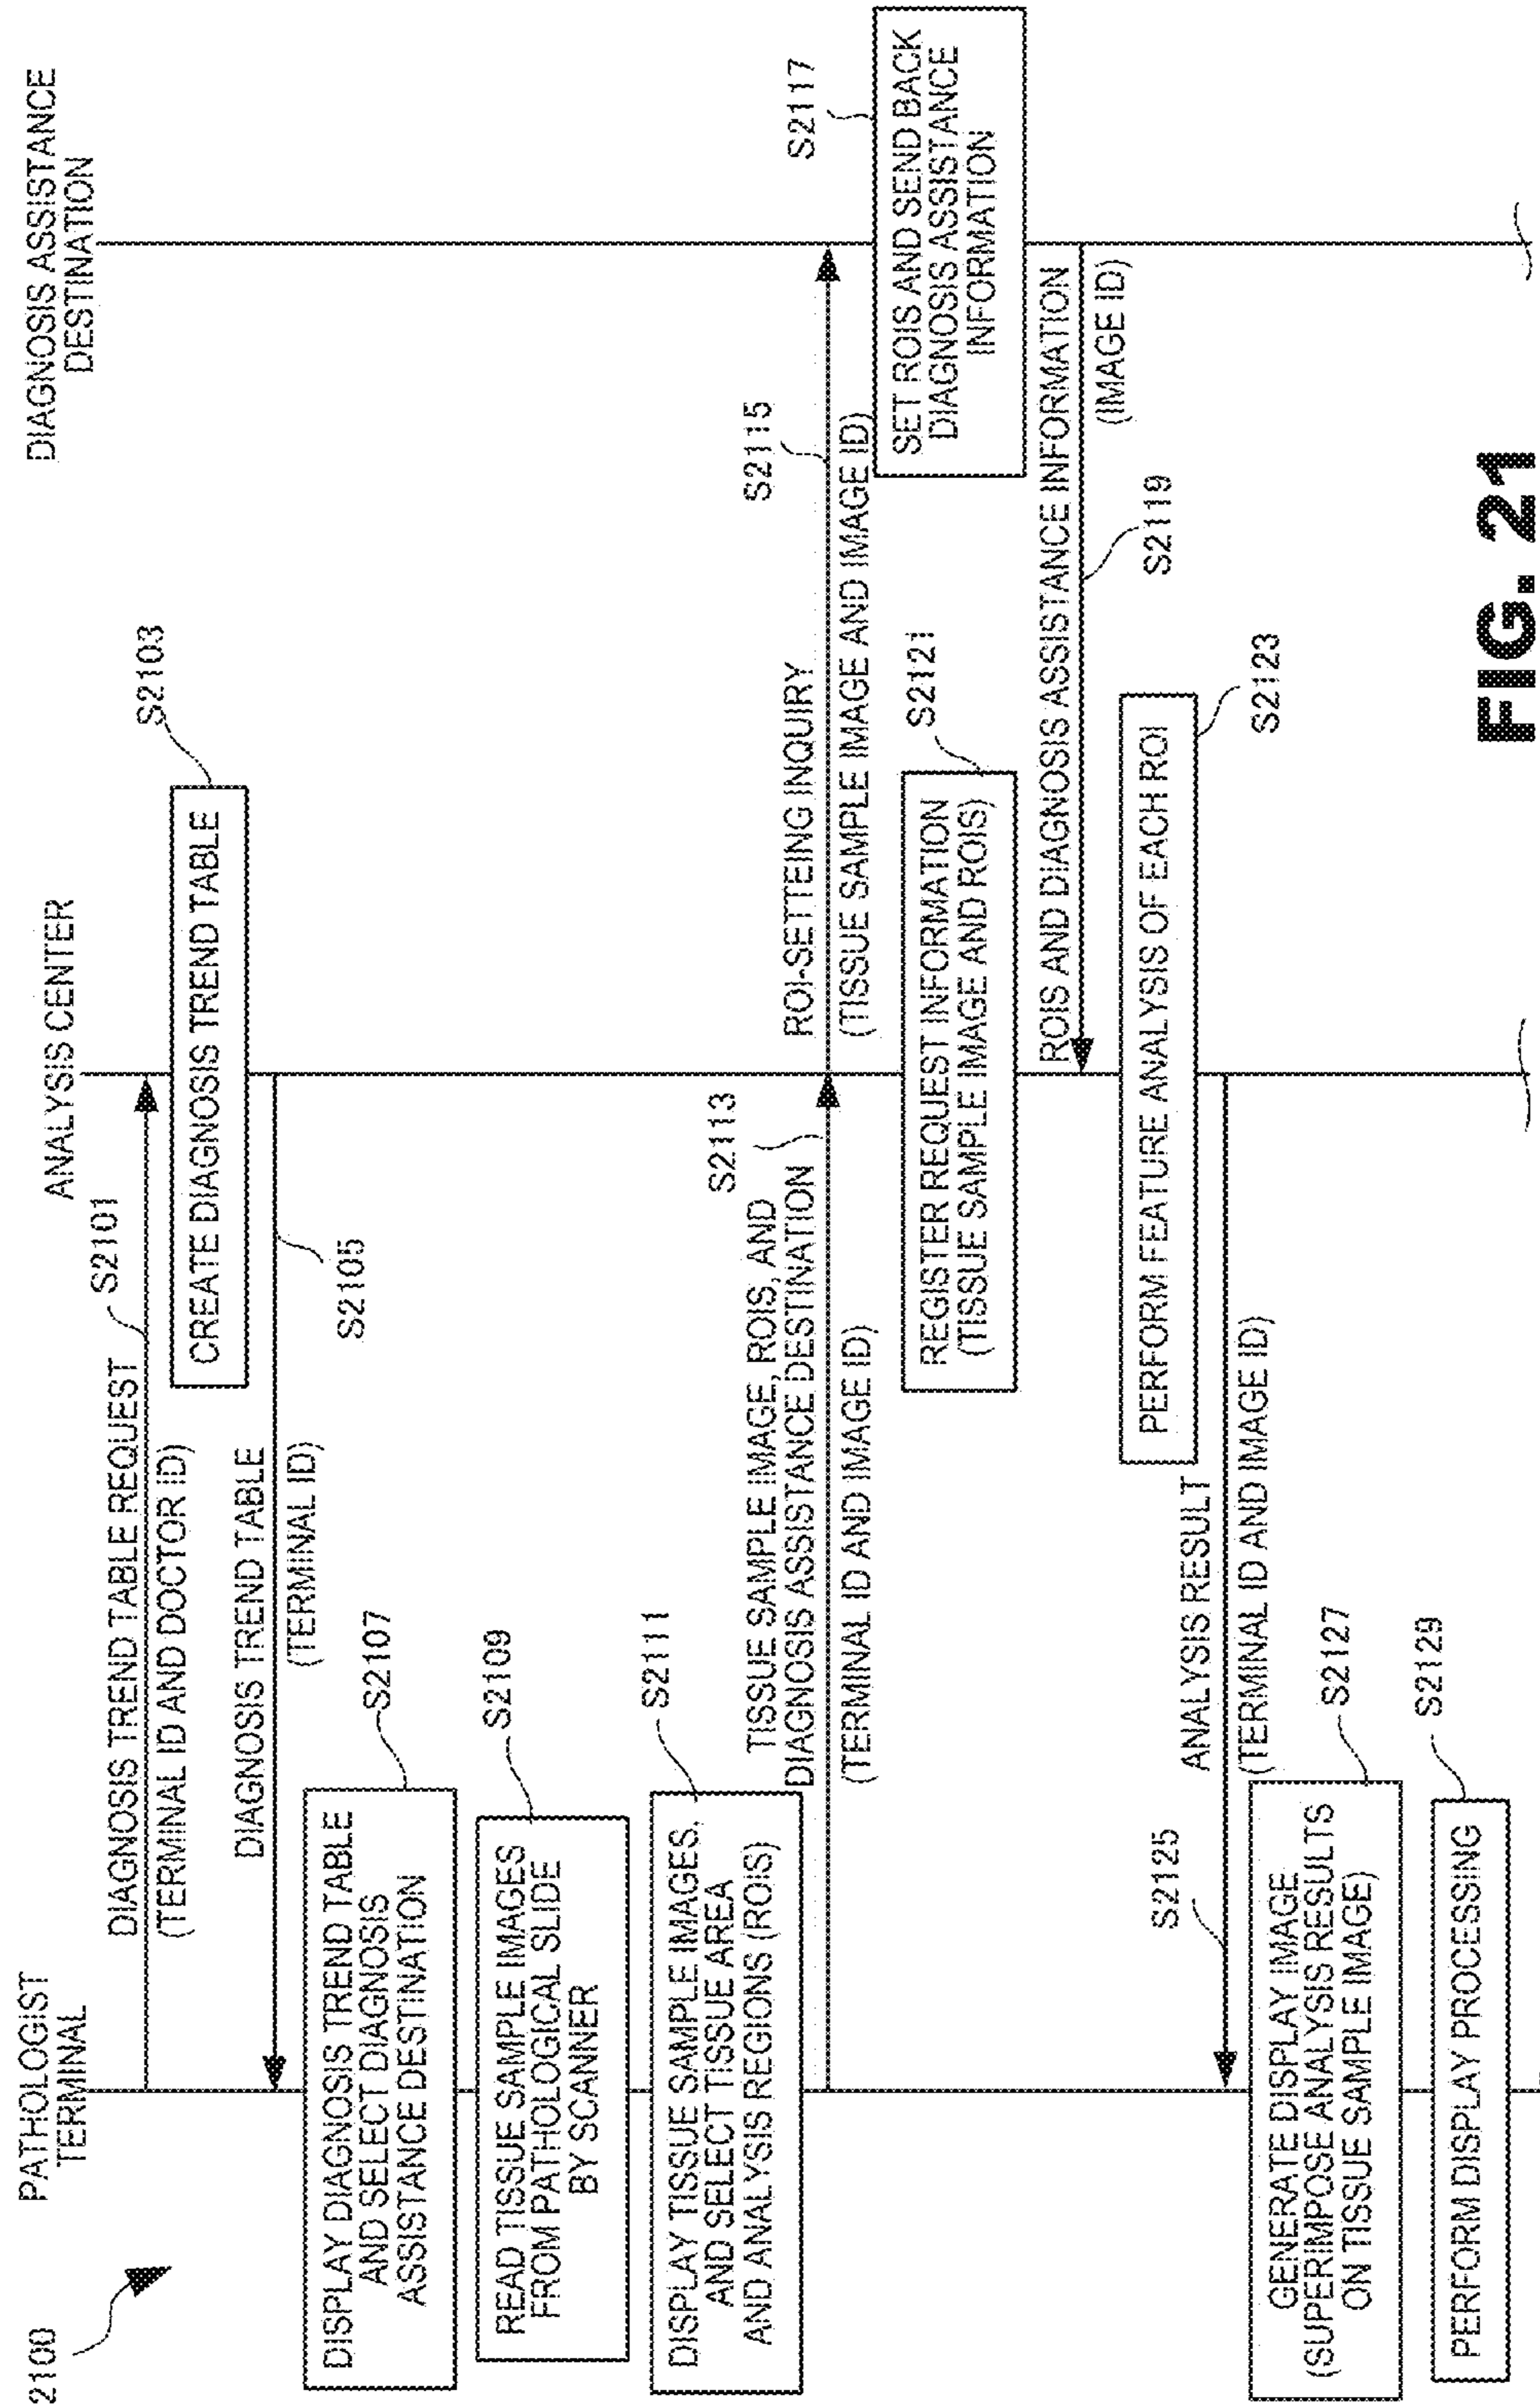 2100
PATHOLOGIST
TERMINAL
ANALYSIS CENTER
DIAGNOSIS ASSISTANCE
DESTINATION
DIAGNOSIS TREND TABLE REQUEST
S2101
(TERMINAL ID AND DOCTOR ID)
S2103
CREATE DIAGNOSIS TREND TABLE
DIAGNOSIS TREND TABLE
(TERMINAL ID)
S2105
DISPLAY DIAGNOSIS TREND TABLE
AND SELECT DIAGNOSIS
ASSISTANCE DESTINATION
S2107
READ TISSUE SAMPLE IMAGES
FROM PATHOLOGICAL SLIDE
BY SCANNER
S2109
DISPLAY TISSUE SAMPLE IMAGES,
AND SELECT TISSUE AREA
AND ANALYSIS REGIONS (ROIS)
S2111
TISSUE SAMPLE IMAGE, ROIS, AND
DIAGNOSIS ASSISTANCE DESTINATION
(TERMINAL ID AND IMAGE ID)
S2113
ROI-SETTEING INQUIRY
(TISSUE SAMPLE IMAGE AND IMAGE ID)
S2115
S2117
SET ROIS AND SEND BACK
DIAGNOSIS ASSISTANCE
INFORMATION
REGISTER REQUEST INFORMATION
(TISSUE SAMPLE IMAGE AND ROIS)
S2121
ROIS AND DIAGNOSIS ASSISTANCE INFORMATION
(IMAGE ID)
S2119
PERFORM FEATURE ANALYSIS OF EACH ROI
S2123
ANALYSIS RESULT
(TERMINAL ID AND IMAGE ID)
S2125
GENERATE DISPLAY IMAGE
(SUPERIMPOSE ANALYSIS RESULTS
ON TISSUE SAMPLE IMAGE)
S2127
PERFORM DISPLAY PROCESSING
S2129
FIG. 21